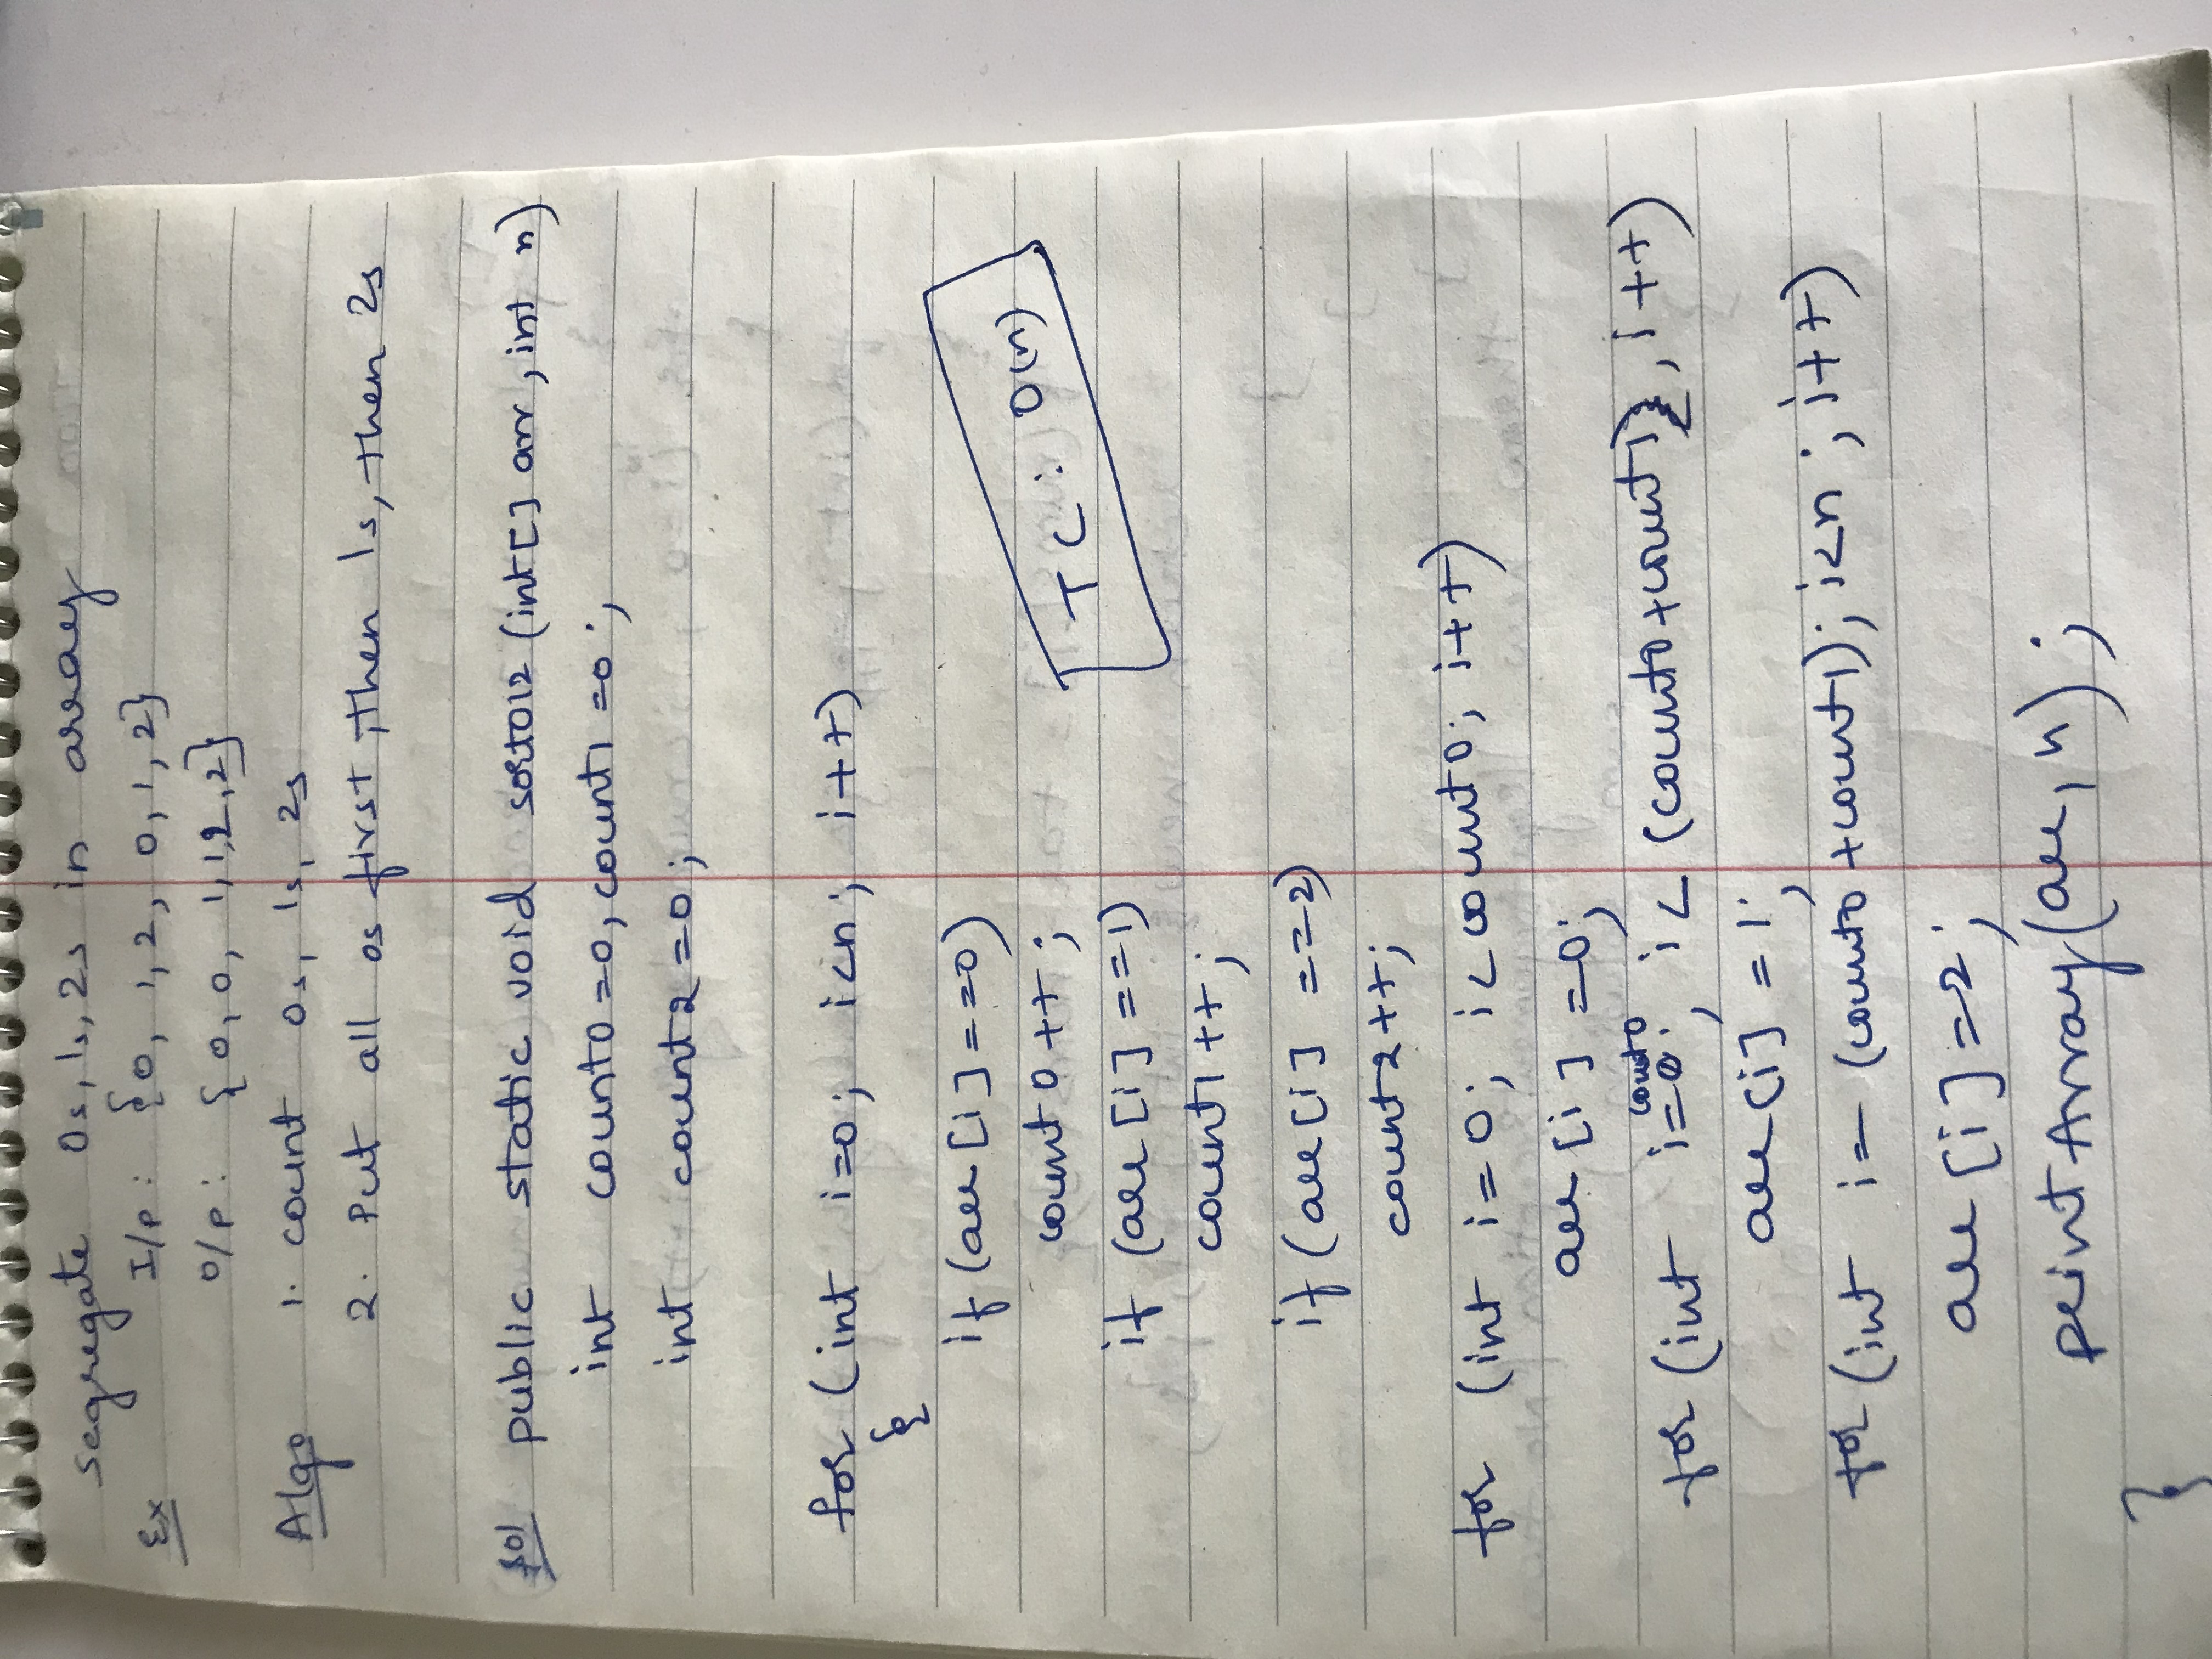 segregate 0s, 1s, 2s in array
Ex I/p : {0, 1, 2, 0, 1, 2}
O/p : {0, 0, 1, 1, 2, 2}
Algo 1. count 0s, 1s, 2s
2. Put all 0s first, then 1s, then 2s
Sol public static void sort012 (int[] arr, int n)
int count0=0, count1=0;
int count2=0;
for (int i=0; i<n; i++)
{
if (arr[i]==0)
count0++;
TC : O(n)
if (arr[i]==1)
count1++;
if (arr[i]==2)
count2++;
for (int i=0; i<count0; i++)
arr[i]=0;
for (int i=count0; i<(count0+count1), i++)
arr[i]=1;
for (int i=(count0+count1); i<n; i++)
arr[i]=2;
printArray(arr, n);
}